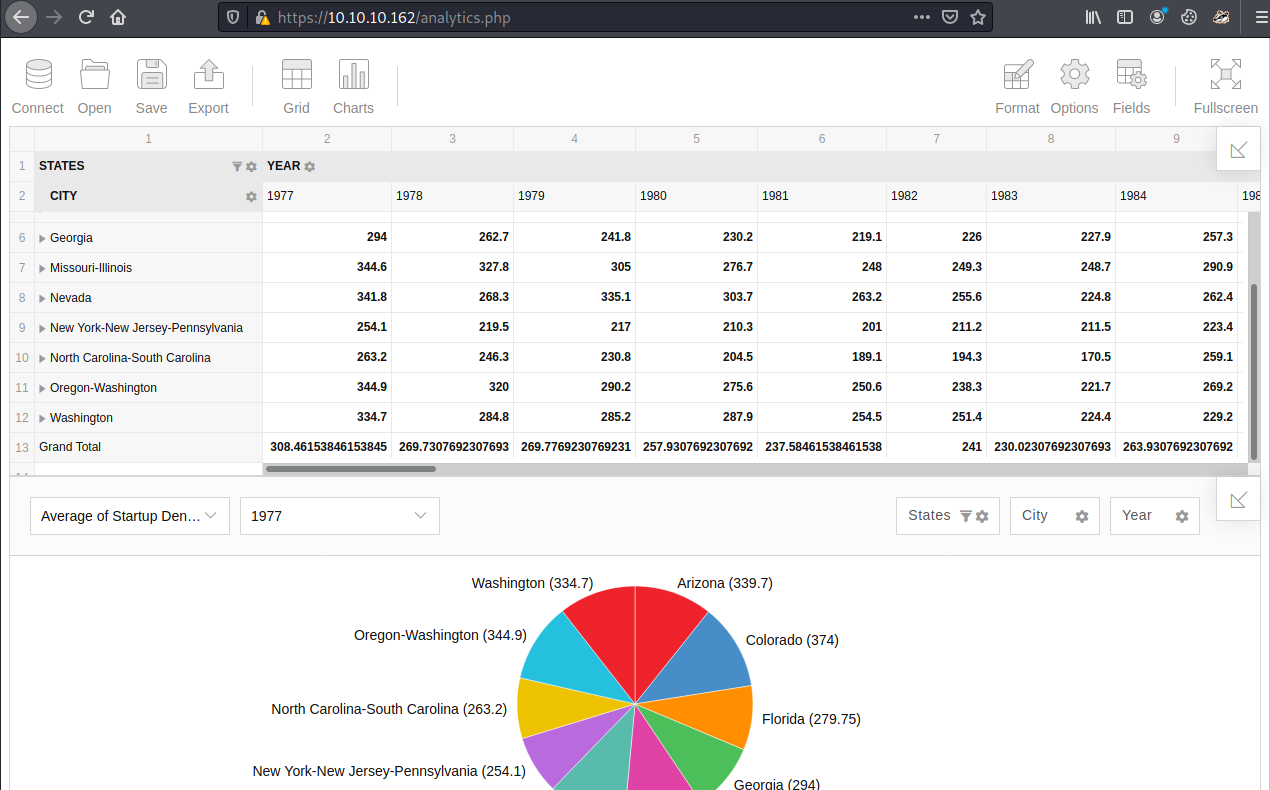 https://10.10.10.162/analytics.php
Connect Open Save Export Grid Charts Format Options Fields Fullscreen
1 2 3 4 5 6 7 8 9
1 STATES YEAR
2 CITY 1977 1978 1979 1980 1981 1982 1983 1984
6 Georgia 294 262.7 241.8 230.2 219.1 226 227.9 257.3
7 Missouri-Illinois 344.6 327.8 305 276.7 248 249.3 248.7 290.9
8 Nevada 341.8 268.3 335.1 303.7 263.2 255.6 224.8 262.4
9 New York-New Jersey-Pennsylvania 254.1 219.5 217 210.3 201 211.2 211.5 223.4
10 North Carolina-South Carolina 263.2 246.3 230.8 204.5 189.1 194.3 170.5 259.1
11 Oregon-Washington 344.9 320 290.2 275.6 250.6 238.3 221.7 269.2
12 Washington 334.7 284.8 285.2 287.9 254.5 251.4 224.4 229.2
13 Grand Total 308.46153846153845 269.7307692307693 269.7769230769231 257.9307692307692 237.58461538461538 241 230.02307692307693 263.9307692307692
Average of Startup Den... 1977 States City Year
Washington (334.7) Arizona (339.7)
Oregon-Washington (344.9) Colorado (374)
North Carolina-South Carolina (263.2) Florida (279.75)
New York-New Jersey-Pennsylvania (254.1) Georgia (294)